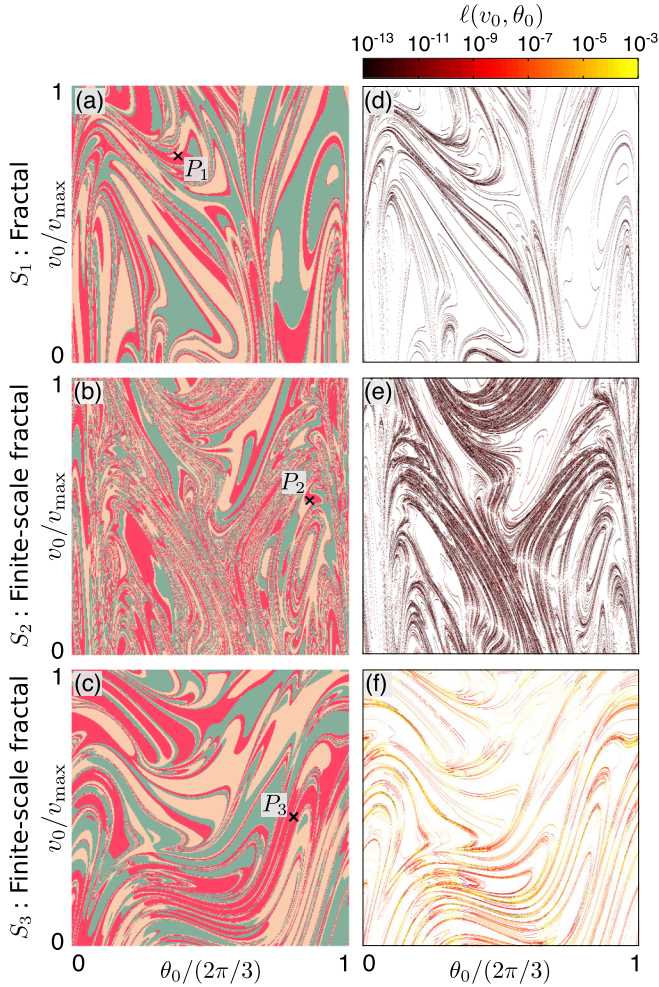 ℓ(v₀, θ₀)
10⁻¹³ 10⁻¹¹ 10⁻⁹ 10⁻⁷ 10⁻⁵ 10⁻³
S₁ : Fractal
v₀/v_max
1
0
(a)
P₁
(d)
S₂ : Finite-scale fractal
v₀/v_max
1
0
(b)
P₂
(e)
S₃ : Finite-scale fractal
v₀/v_max
1
0
(c)
P₃
(f)
0 θ₀/(2π/3) 1
0 θ₀/(2π/3) 1